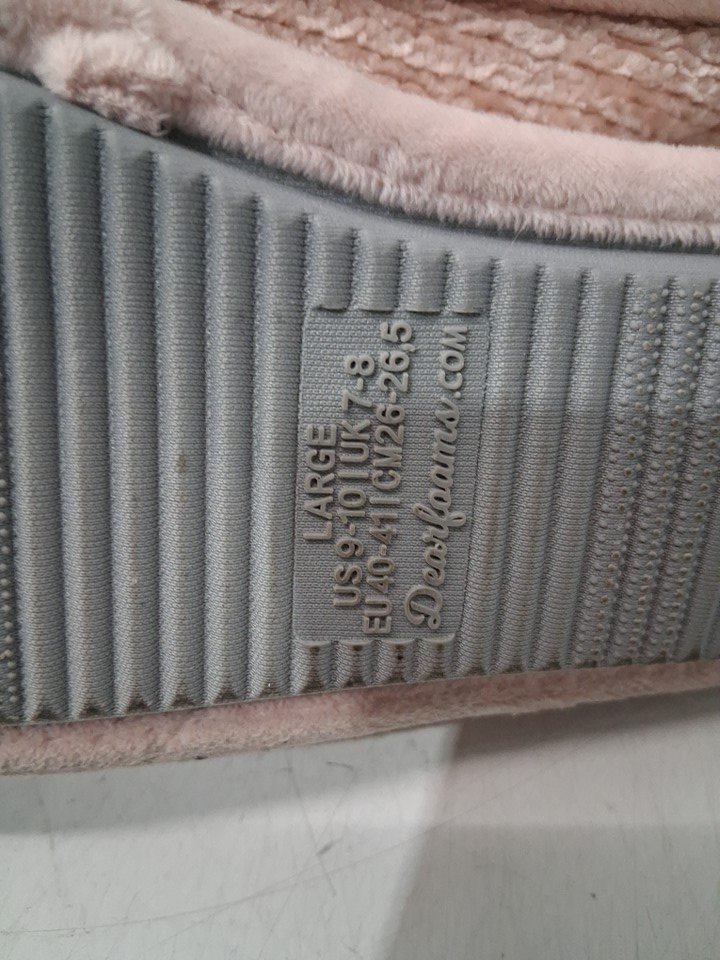 LARGE
US 9-10 | UK 7-8
EU 40-41 | CM 26-26,5
Dearfoams.COM